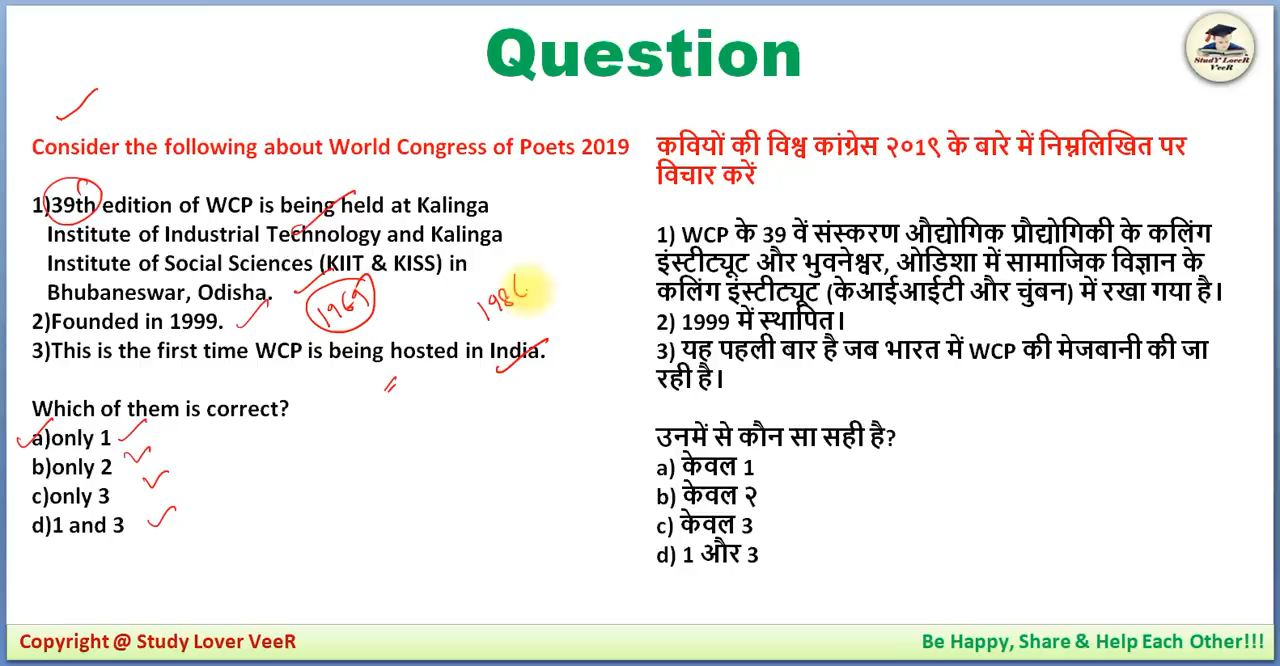 Question
StudY LoveR
VeeR
Consider the following about World Congress of Poets 2019
1)39th edition of WCP is being held at Kalinga
Institute of Industrial Technology and Kalinga
Institute of Social Sciences (KIIT & KISS) in
Bhubaneswar, Odisha.
1969
198
2)Founded in 1999.
3)This is the first time WCP is being hosted in India.
Which of them is correct?
a)only 1
b)only 2
c)only 3
d)1 and 3
कवियों की विश्व कांग्रेस २०1९ के बारे में निम्नलिखित पर
विचार करें
1) WCP के 39 वें संस्करण औद्योगिक प्रौद्योगिकी के कलिंग
इंस्टीट्यूट और भुवनेश्वर, ओडिशा में सामाजिक विज्ञान के
कलिंग इंस्टीट्यूट (केआईआईटी और चुंबन) में रखा गया है।
2) 1999 में स्थापित।
3) यह पहली बार है जब भारत में WCP की मेजबानी की जा
रही है।
उनमें से कौन सा सही है?
a) केवल 1
b) केवल २
c) केवल 3
d) 1 और 3
Copyright @ Study Lover VeeR
Be Happy, Share & Help Each Other!!!